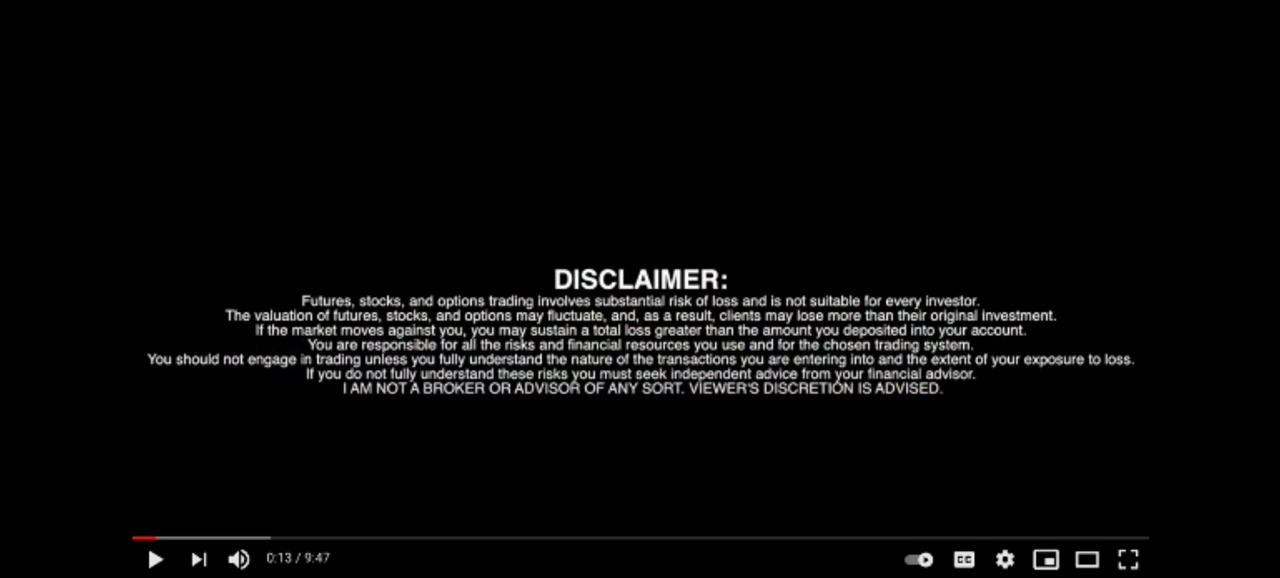 DISCLAIMER:
Futures, stocks, and options trading involves substantial risk of loss and is not suitable for every investor.
The valuation of futures, stocks, and options may fluctuate, and, as a result, clients may lose more than their original investment.
If the market moves against you, you may sustain a total loss greater than the amount you deposited into your account.
You are responsible for all the risks and financial resources you use and for the chosen trading system.
You should not engage in trading unless you fully understand the nature of the transactions you are entering into and the extent of your exposure to loss.
If you do not fully understand these risks you must seek independent advice from your financial advisor.
I AM NOT A BROKER OR ADVISOR OF ANY SORT. VIEWER'S DISCRETION IS ADVISED.
0:13 / 9:47 CC